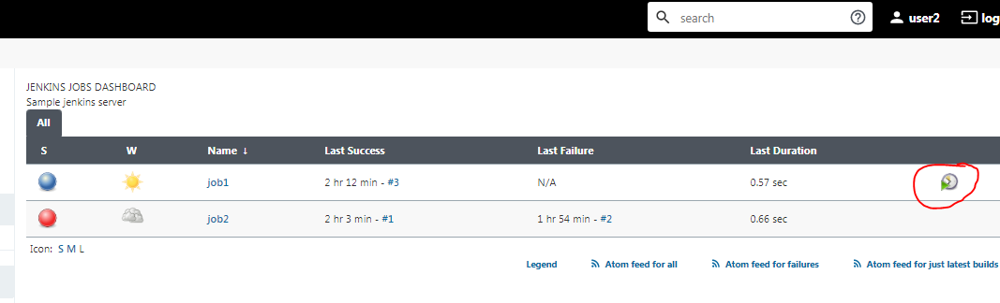 search user2 log
JENKINS JOBS DASHBOARD
Sample jenkins server
All
S W Name ↓ Last Success Last Failure Last Duration
job1 2 hr 12 min - #3 N/A 0.57 sec
job2 2 hr 3 min - #1 1 hr 54 min - #2 0.66 sec
Icon: S M L
Legend Atom feed for all Atom feed for failures Atom feed for just latest builds